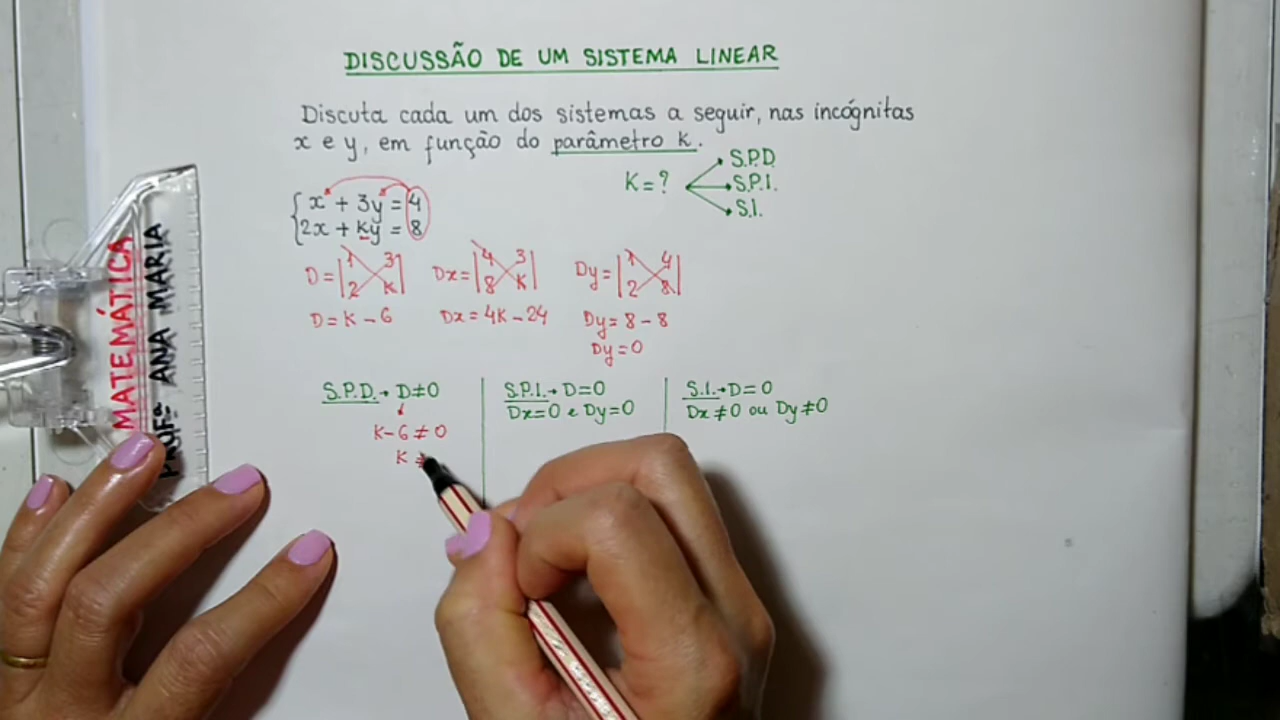 DISCUSSÃO DE UM SISTEMA LINEAR
Discuta cada um dos sistemas a seguir, nas incógnitas
x e y, em função do parâmetro k.
K = ?
S.P.D.
S.P.I.
S.I.
x + 3y = 4
2x + ky = 8
D = |1 3|
|2 K|
Dx = |4 3|
|8 K|
Dy = |1 4|
|2 8|
D = K - 6
Dx = 4K - 24
Dy = 8 - 8
Dy = 0
S.P.D. → D ≠ 0
K - 6 ≠ 0
K ≠
S.P.I. → D = 0
Dx = 0 e Dy = 0
S.I. → D = 0
Dx ≠ 0 ou Dy ≠ 0
MATEMÁTICA
PROFª ANA MARIA